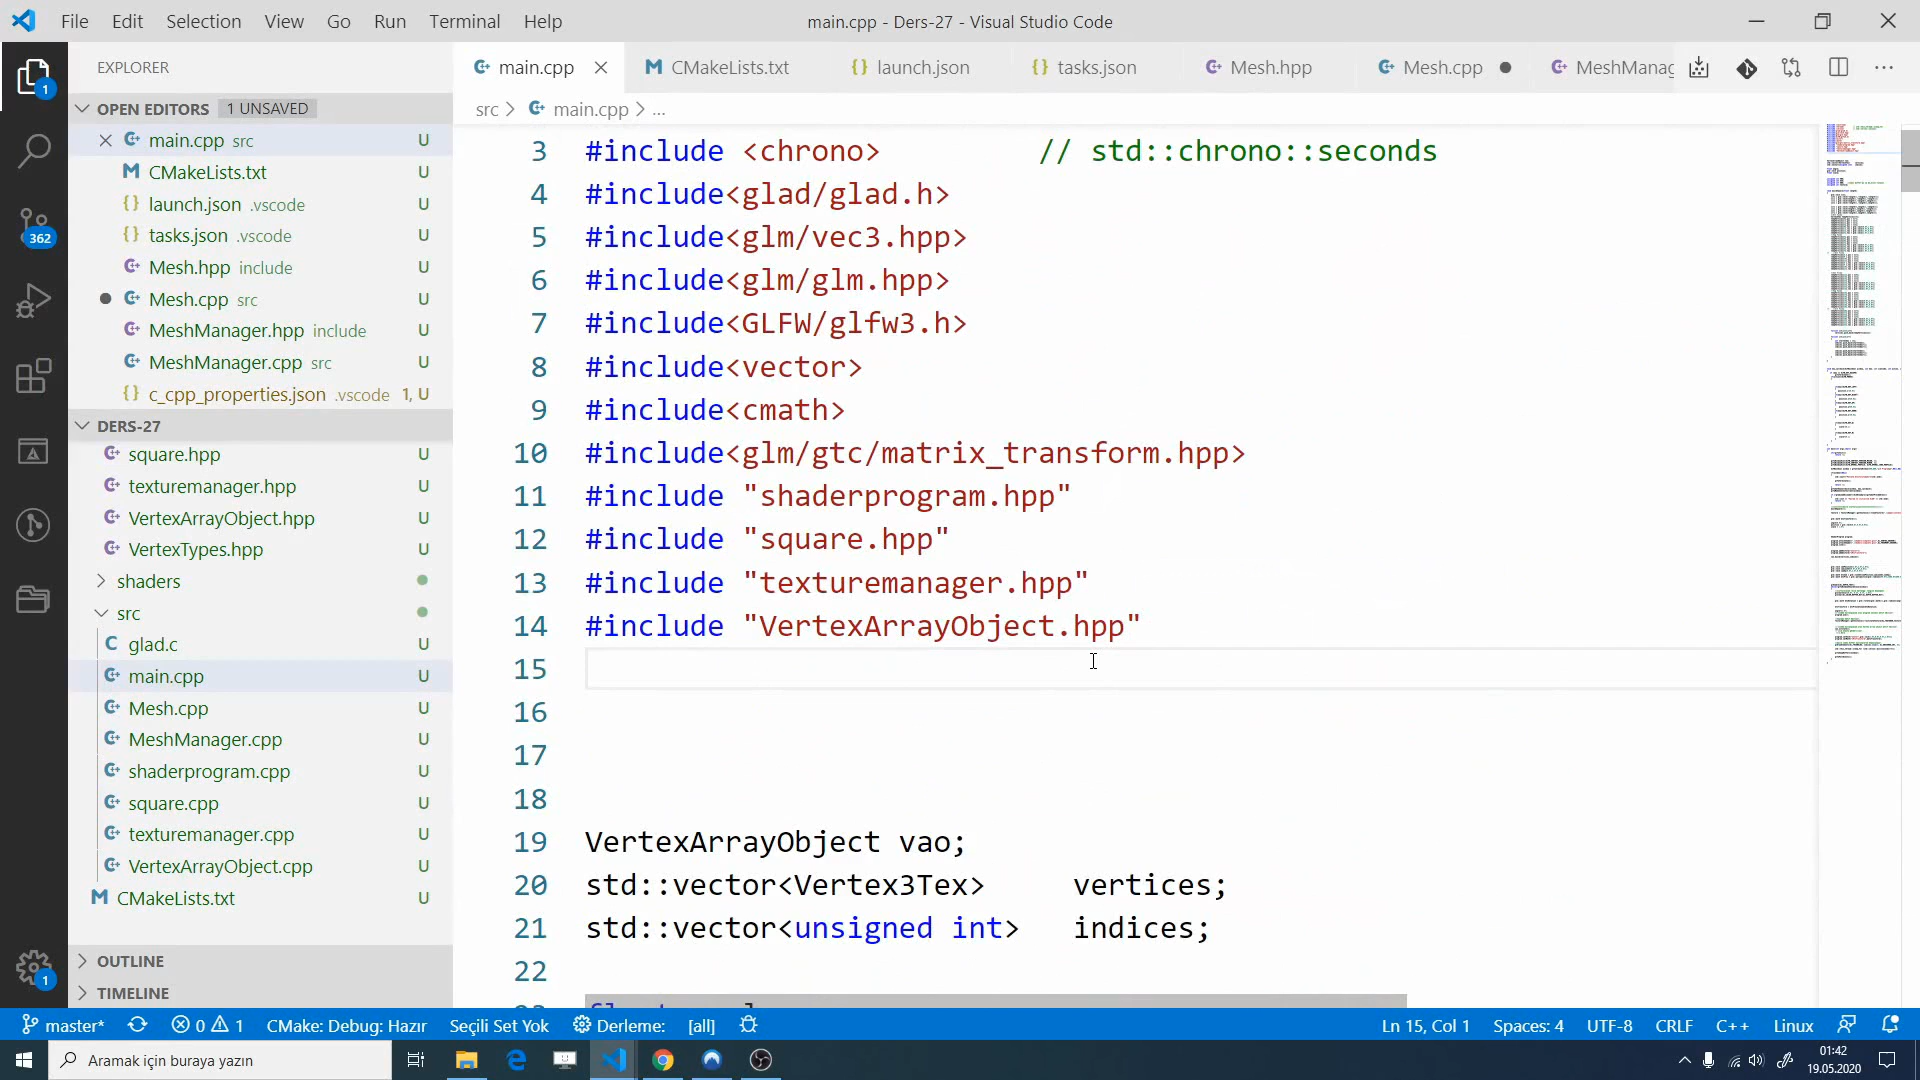 File Edit Selection View Go Run Terminal Help
main.cpp - Ders-27 - Visual Studio Code
EXPLORER
OPEN EDITORS 1 UNSAVED
main.cpp src U
CMakeLists.txt U
launch.json .vscode U
tasks.json .vscode U
Mesh.hpp include U
Mesh.cpp src U
MeshManager.hpp include U
MeshManager.cpp src U
c_cpp_properties.json .vscode 1, U
DERS-27
square.hpp U
texturemanager.hpp U
VertexArrayObject.hpp U
VertexTypes.hpp U
shaders
src
glad.c U
main.cpp U
Mesh.cpp U
MeshManager.cpp U
shaderprogram.cpp U
square.cpp U
texturemanager.cpp U
VertexArrayObject.cpp U
CMakeLists.txt U
OUTLINE
TIMELINE
1
362
1
main.cpp CMakeLists.txt launch.json tasks.json Mesh.hpp Mesh.cpp MeshManag
src > main.cpp > ...
3 #include <chrono> // std::chrono::seconds
4 #include<glad/glad.h>
5 #include<glm/vec3.hpp>
6 #include<glm/glm.hpp>
7 #include<GLFW/glfw3.h>
8 #include<vector>
9 #include<cmath>
10 #include<glm/gtc/matrix_transform.hpp>
11 #include "shaderprogram.hpp"
12 #include "square.hpp"
13 #include "texturemanager.hpp"
14 #include "VertexArrayObject.hpp"
15
16
17
18
19 VertexArrayObject vao;
20 std::vector<Vertex3Tex> vertices;
21 std::vector<unsigned int> indices;
22
master* 0 1 CMake: Debug: Hazır Seçili Set Yok Derleme: [all] Ln 15, Col 1 Spaces: 4 UTF-8 CRLF C++ Linux
Aramak için buraya yazın
01:42
19.05.2020